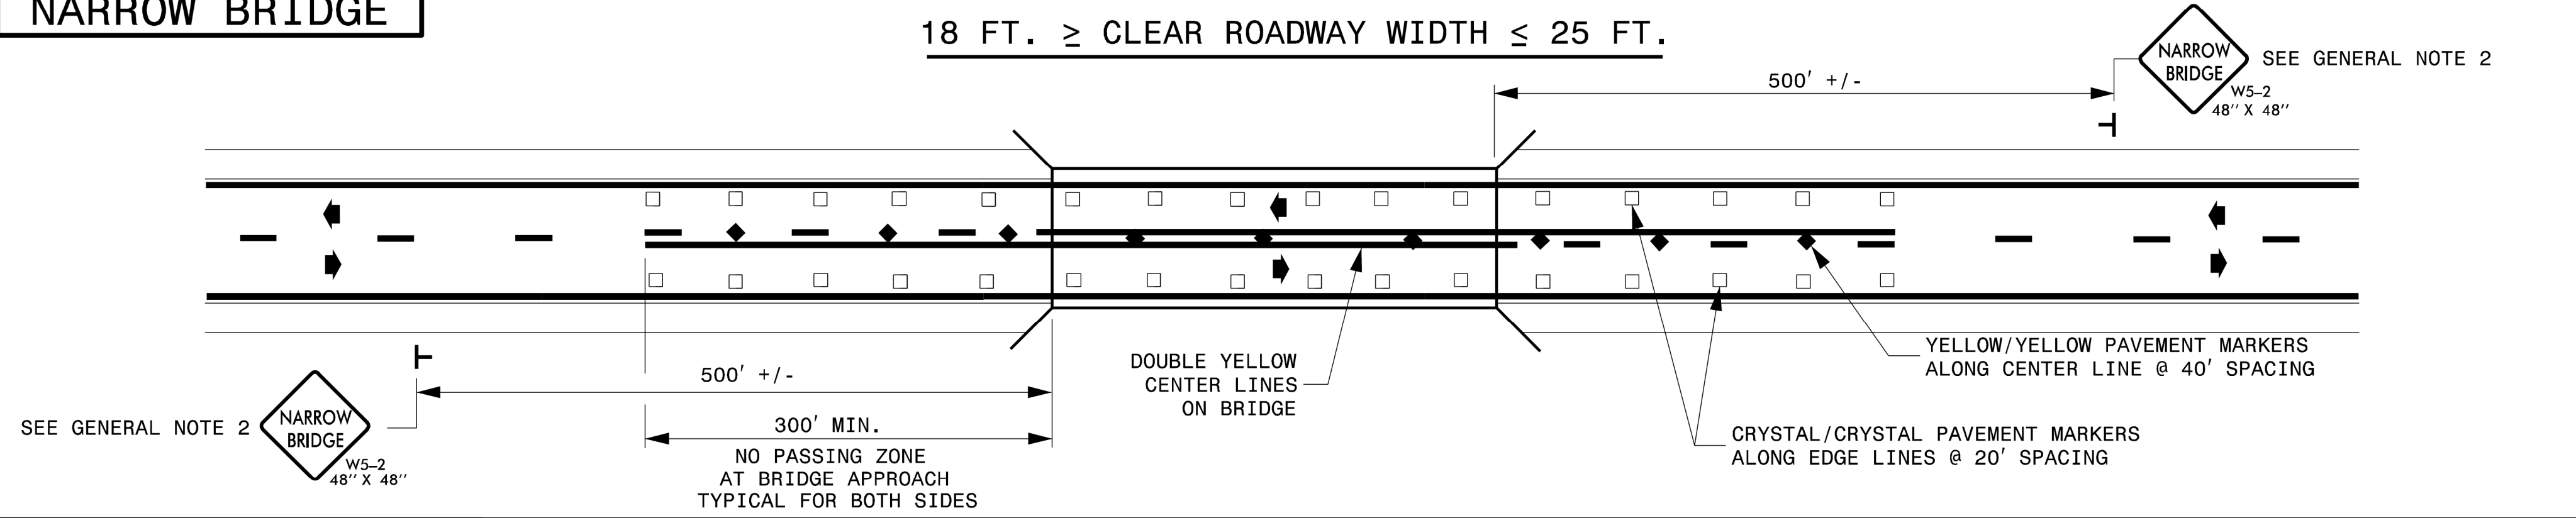 NARROW BRIDGE
18 FT. ≥ CLEAR ROADWAY WIDTH ≤ 25 FT.
NARROW
BRIDGE
SEE GENERAL NOTE 2
W5-2
48" X 48"
500' +/-
500' +/-
300' MIN.
NO PASSING ZONE
AT BRIDGE APPROACH
TYPICAL FOR BOTH SIDES
SEE GENERAL NOTE 2
NARROW
BRIDGE
W5-2
48" X 48"
DOUBLE YELLOW
CENTER LINES
ON BRIDGE
YELLOW/YELLOW PAVEMENT MARKERS
ALONG CENTER LINE @ 40' SPACING
CRYSTAL/CRYSTAL PAVEMENT MARKERS
ALONG EDGE LINES @ 20' SPACING